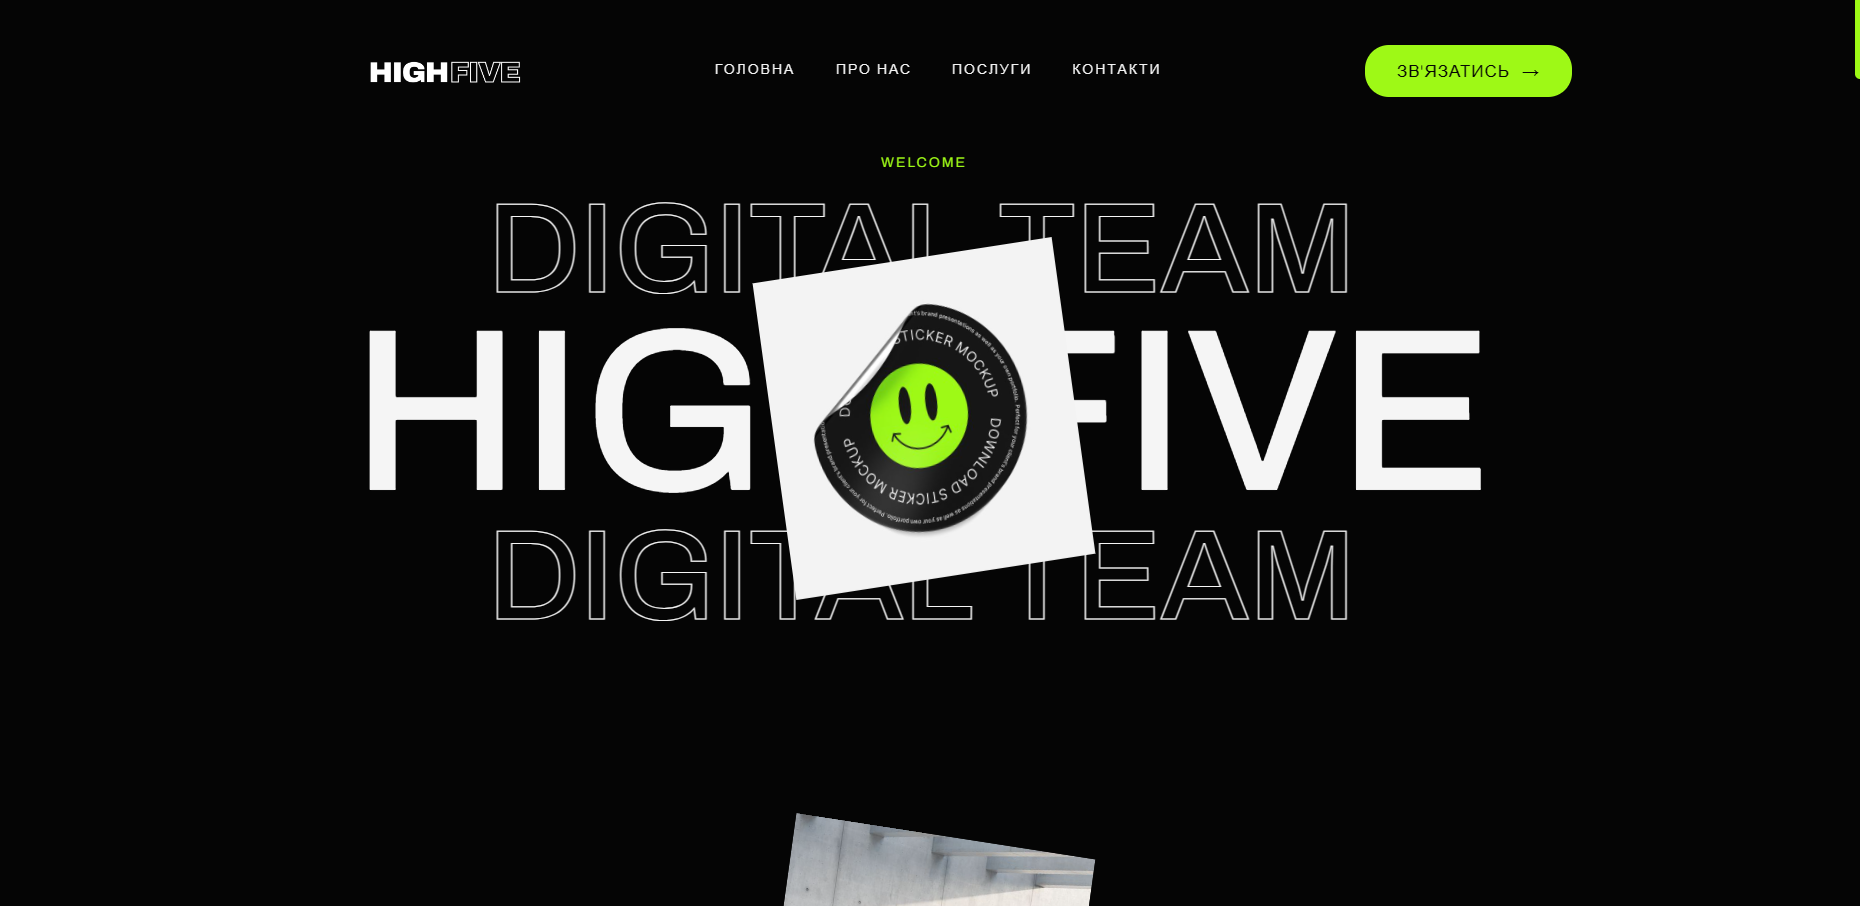 HIGHFIVE
ГОЛОВНА ПРО НАС ПОСЛУГИ КОНТАКТИ
ЗВ'ЯЗАТИСЬ →
WELCOME
DIGITAL TEAM
HIGH FIVE
DIGITAL TEAM
STICKER MOCKUP
DOWNLOAD STICKER MOCKUP